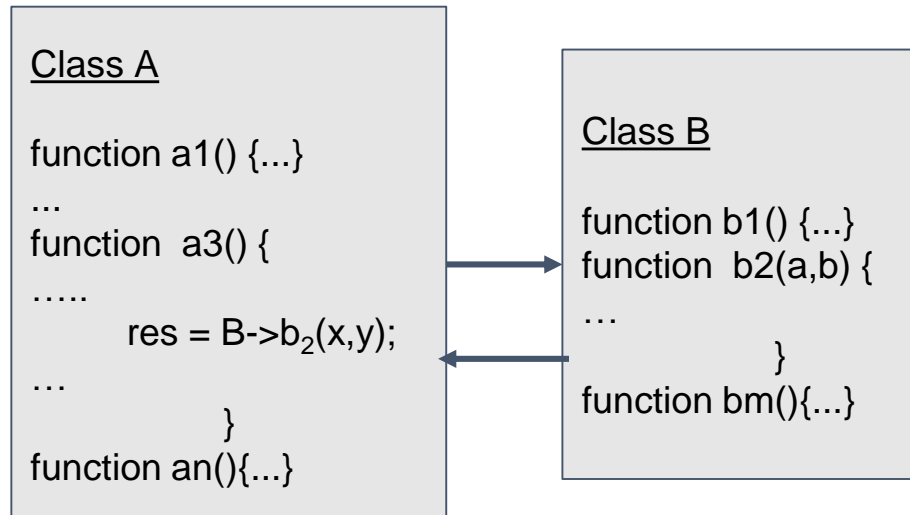 Class A
function a1() {...}
...
function  a3() {
…..
res = B->b₂(x,y);
…
}
function an(){...}
Class B
function b1() {...}
function  b2(a,b) {
…
}
function bm(){...}